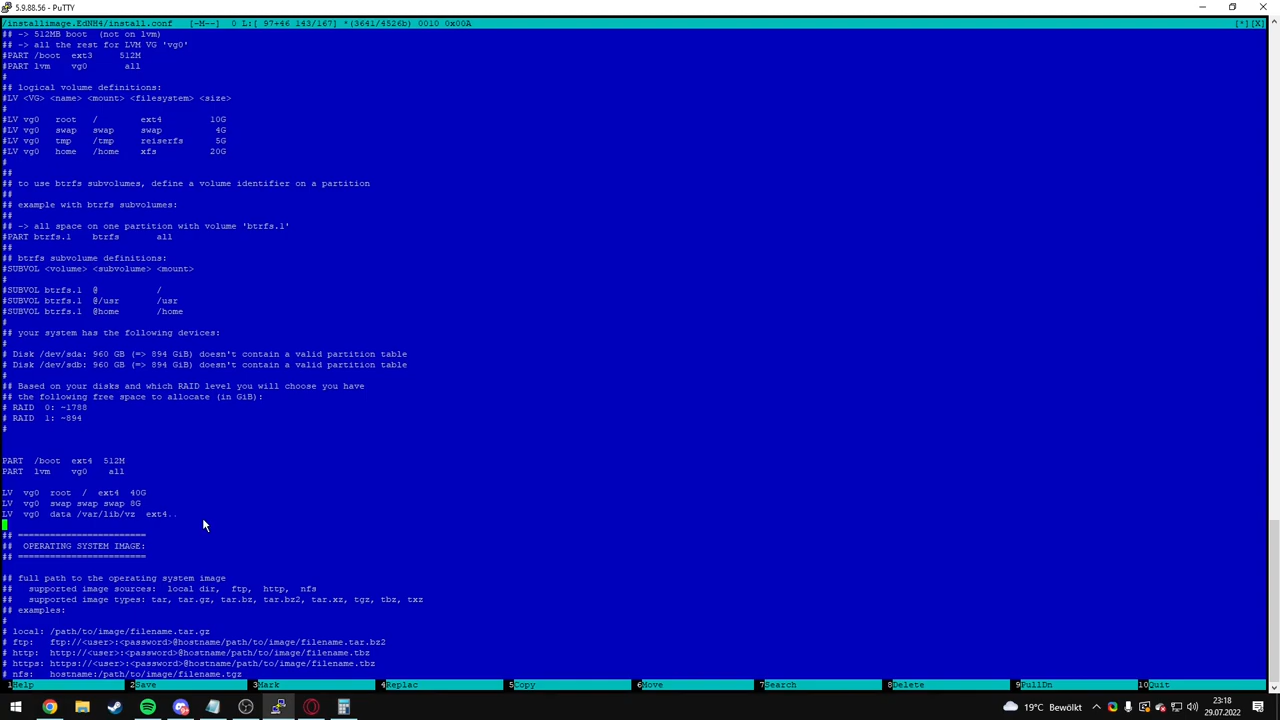 5.9.88.56 - PuTTY
/installimage.EdNH4/install.conf [-M--] 0 L:[ 97+46 143/167] *(3641/4526b) 0010 0x00A [*][X]
## -> 512MB boot (not on lvm)
## -> all the rest for LVM VG 'vg0'
#PART /boot ext3 512M
#PART lvm vg0 all
#
## logical volume definitions:
#LV <VG> <name> <mount> <filesystem> <size>
#
#LV vg0 root / ext4 10G
#LV vg0 swap swap swap 4G
#LV vg0 tmp /tmp reiserfs 5G
#LV vg0 home /home xfs 20G
#
##
## to use btrfs subvolumes, define a volume identifier on a partition
##
## example with btrfs subvolumes:
##
## -> all space on one partition with volume 'btrfs.1'
#PART btrfs.1 btrfs all
##
## btrfs subvolume definitions:
#SUBVOL <volume> <subvolume> <mount>
#
#SUBVOL btrfs.1 @ /
#SUBVOL btrfs.1 @/usr /usr
#SUBVOL btrfs.1 @home /home
#
## your system has the following devices:
#
# Disk /dev/sda: 960 GB (=> 894 GiB) doesn't contain a valid partition table
# Disk /dev/sdb: 960 GB (=> 894 GiB) doesn't contain a valid partition table
#
## Based on your disks and which RAID level you will choose you have
## the following free space to allocate (in GiB):
# RAID 0: ~1788
# RAID 1: ~894
#
PART /boot ext4 512M
PART lvm vg0 all
LV vg0 root / ext4 40G
LV vg0 swap swap swap 8G
LV vg0 data /var/lib/vz ext4..
## ========================
## OPERATING SYSTEM IMAGE:
## ========================
## full path to the operating system image
## supported image sources: local dir, ftp, http, nfs
## supported image types: tar, tar.gz, tar.bz, tar.bz2, tar.xz, tgz, tbz, txz
## examples:
#
# local: /path/to/image/filename.tar.gz
# ftp: ftp://<user>:<password>@hostname/path/to/image/filename.tar.bz2
# http: http://<user>:<password>@hostname/path/to/image/filename.tbz
# https: https://<user>:<password>@hostname/path/to/image/filename.tbz
# nfs: hostname:/path/to/image/filename.tgz
1Help 2Save 3Mark 4Replac 5Copy 6Move 7Search 8Delete 9PullDn 10Quit
19°C Bewölkt
23:18
29.07.2022